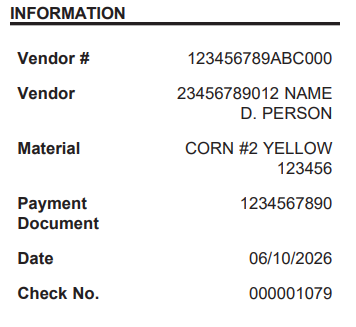 INFORMATION
Vendor # 123456789ABC000
Vendor 23456789012 NAME
D. PERSON
Material CORN #2 YELLOW
123456
Payment 1234567890
Document
Date 06/10/2026
Check No. 000001079